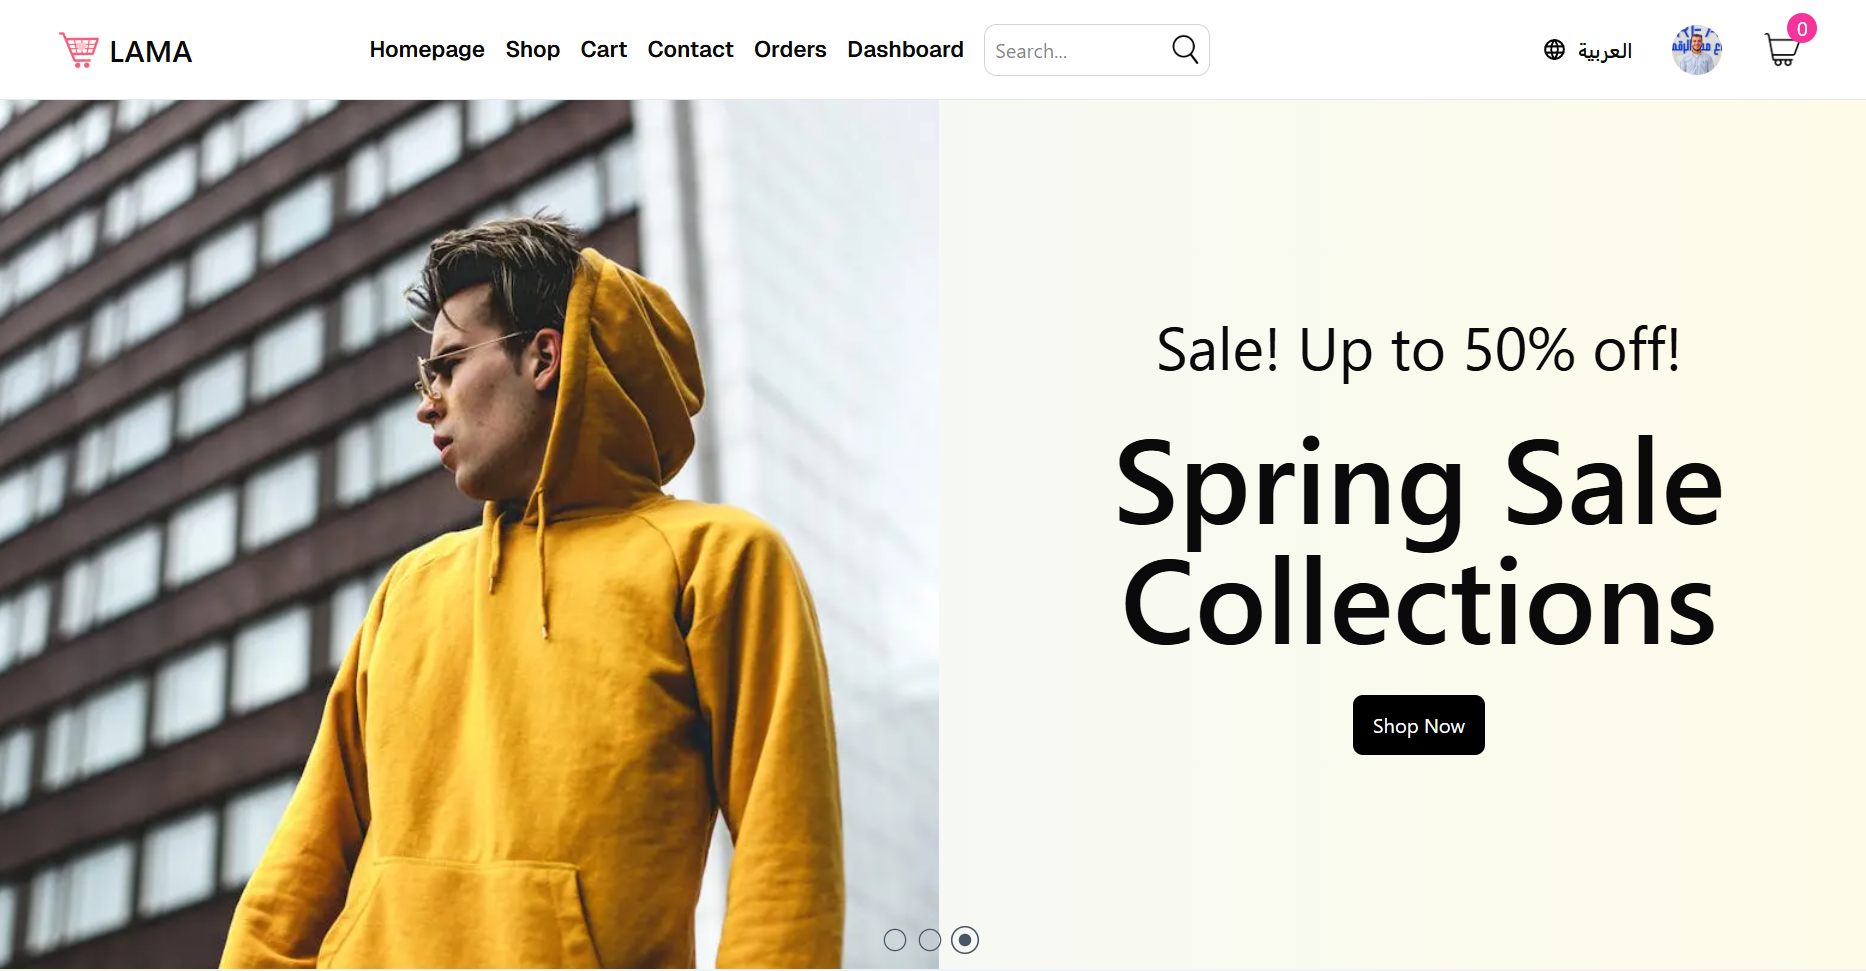 LAMA
Homepage Shop Cart Contact Orders Dashboard
Search...
العربية
0
Sale! Up to 50% off!
Spring Sale
Collections
Shop Now